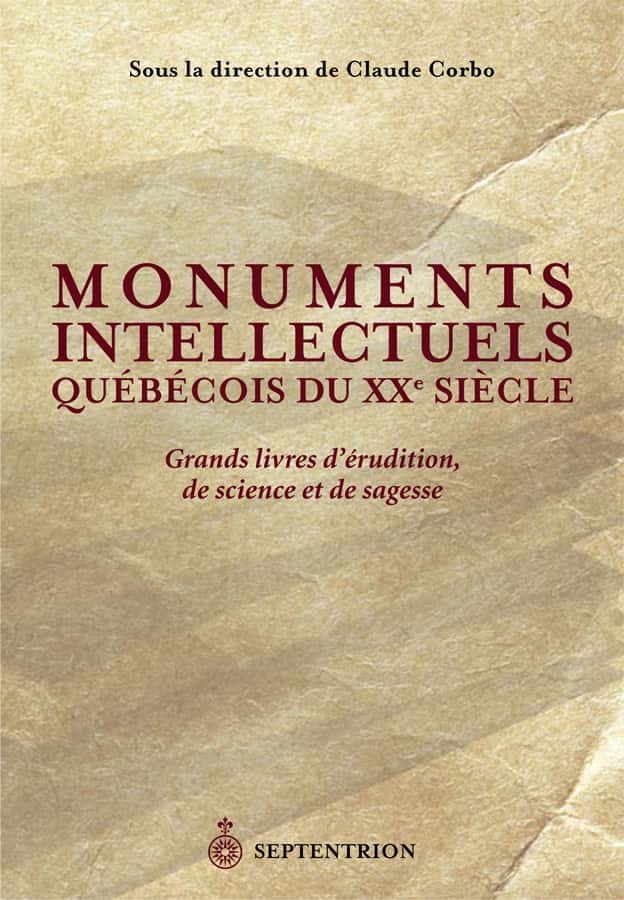 Sous la direction de Claude Corbo
MONUMENTS
INTELLECTUELS
QUÉBÉCOIS DU XXe SIÈCLE
Grands livres d’érudition,
de science et de sagesse
SEPTENTRION